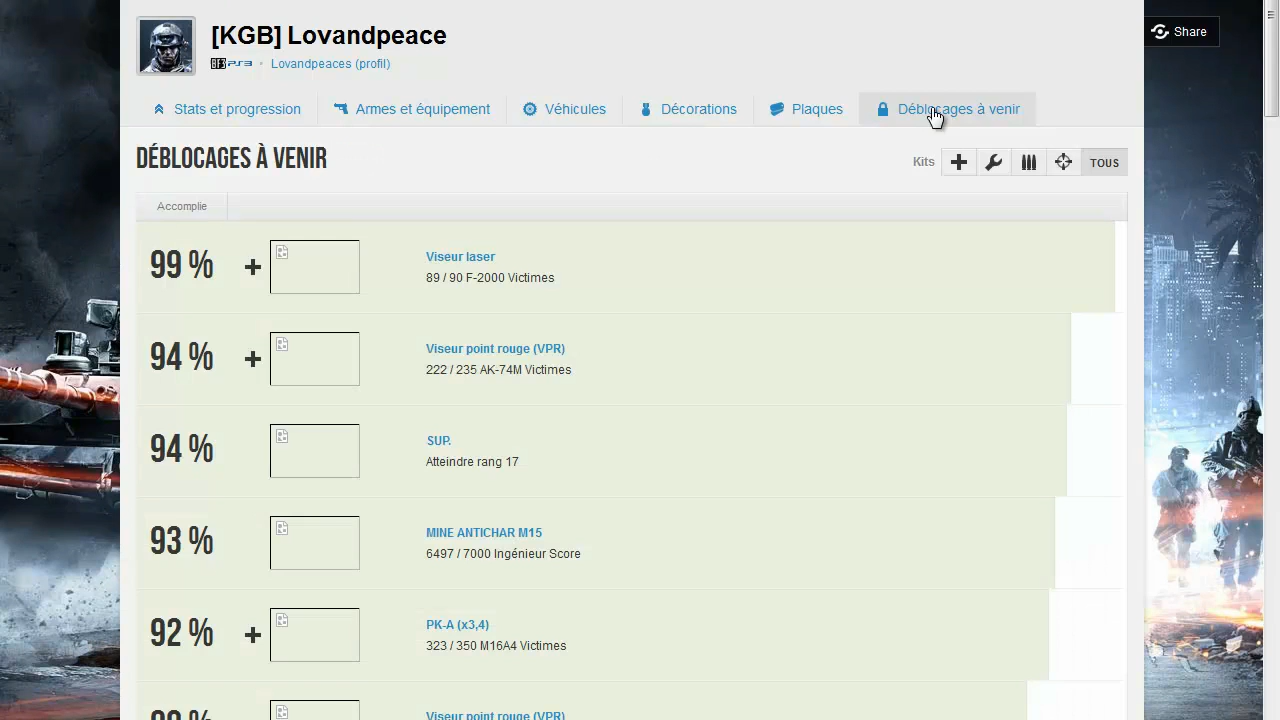 [KGB] Lovandpeace
Share
PS3 · Lovandpeaces (profil)
Stats et progression
Armes et équipement
Véhicules
Décorations
Plaques
Déblocages à venir
DÉBLOCAGES À VENIR
Kits
TOUS
Accomplie
99 %
+
Viseur laser
89 / 90 F-2000 Victimes
94 %
+
Viseur point rouge (VPR)
222 / 235 AK-74M Victimes
94 %
SUP.
Atteindre rang 17
93 %
MINE ANTICHAR M15
6497 / 7000 Ingénieur Score
92 %
+
PK-A (x3,4)
323 / 350 M16A4 Victimes
Viseur point rouge (VPR)